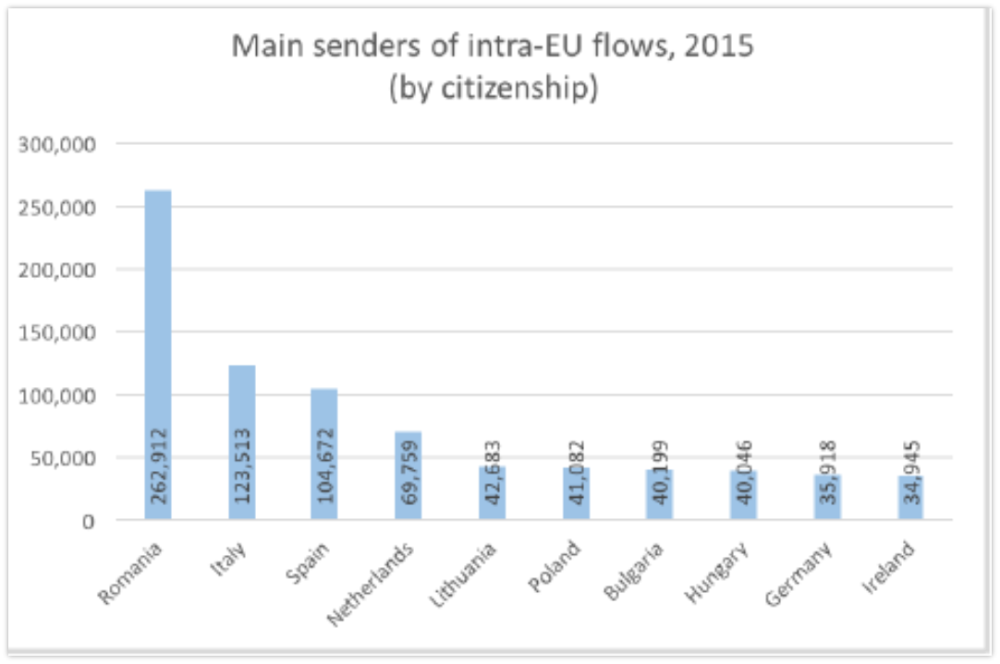 Main senders of intra-EU flows, 2015
(by citizenship)
300,000
250,000
200,000
150,000
100,000
50,000
0
262,912
123,513
104,672
69,759
42,683
41,082
40,199
40,046
35,918
34,945
Romania
Italy
Spain
Netherlands
Lithuania
Poland
Bulgaria
Hungary
Germany
Ireland